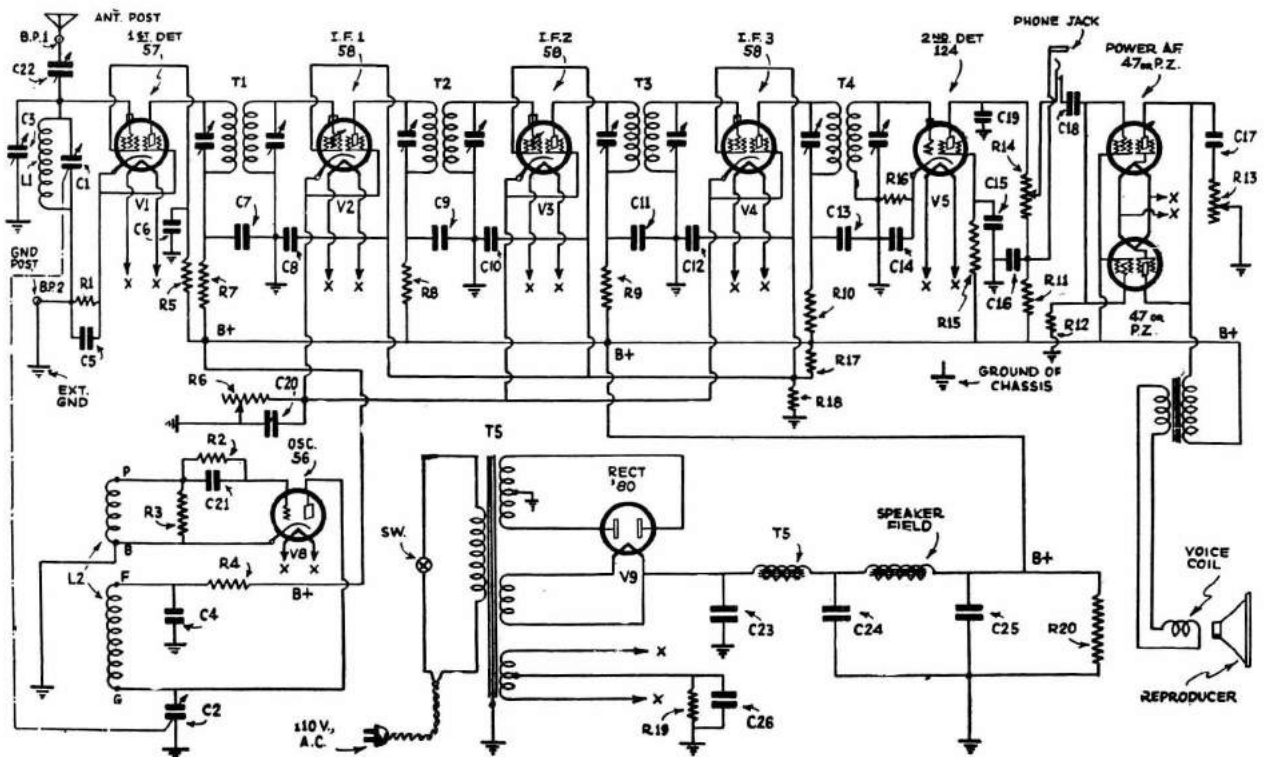 ANT. POST
B.P.1
C22
1ST. DET
57
I.F.1
58
I.F.2
58
I.F.3
58
2ND. DET
124
PHONE JACK
POWER A.F.
47 OR P.Z.
T1
T2
T3
T4
C3
L1
C1
V1
V2
V3
V4
V5
C19
C18
C17
R14
R13
R16
C15
C6
C7
C8
C9
C10
C11
C12
C13
C14
C16
X X
X X
X X
X X
X X
X
X
GND POST
B.P.2
R1
C5
EXT. GND
R5
R7
R8
R9
R10
R15
R11
R12
47 OR P.Z.
B+
B+
B+
R17
R18
GROUND OF CHASSIS
R6
C20
R2
OSC. 56
C21
P
R3
B
V8
X X
L2
F
R4
B+
C4
G
C2
T5
RECT '80
SW.
V9
T5
SPEAKER FIELD
B+
C23
C24
C25
R20
VOICE COIL
REPRODUCER
X
X
R19
C26
110 V., A.C.